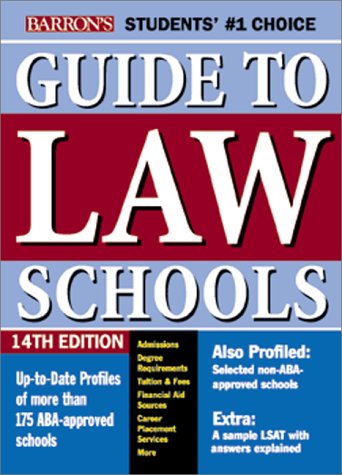 BARRON'S STUDENTS' #1 CHOICE
GUIDE TO
LAW
SCHOOLS
14TH EDITION
Up-to-Date Profiles
of more than
175 ABA-approved
schools
Admissions
Degree
Requirements
Tuition & Fees
Financial Aid
Sources
Career
Placement
Services
More
Also Profiled:
Selected non-ABA-
approved schools
Extra:
A sample LSAT with
answers explained